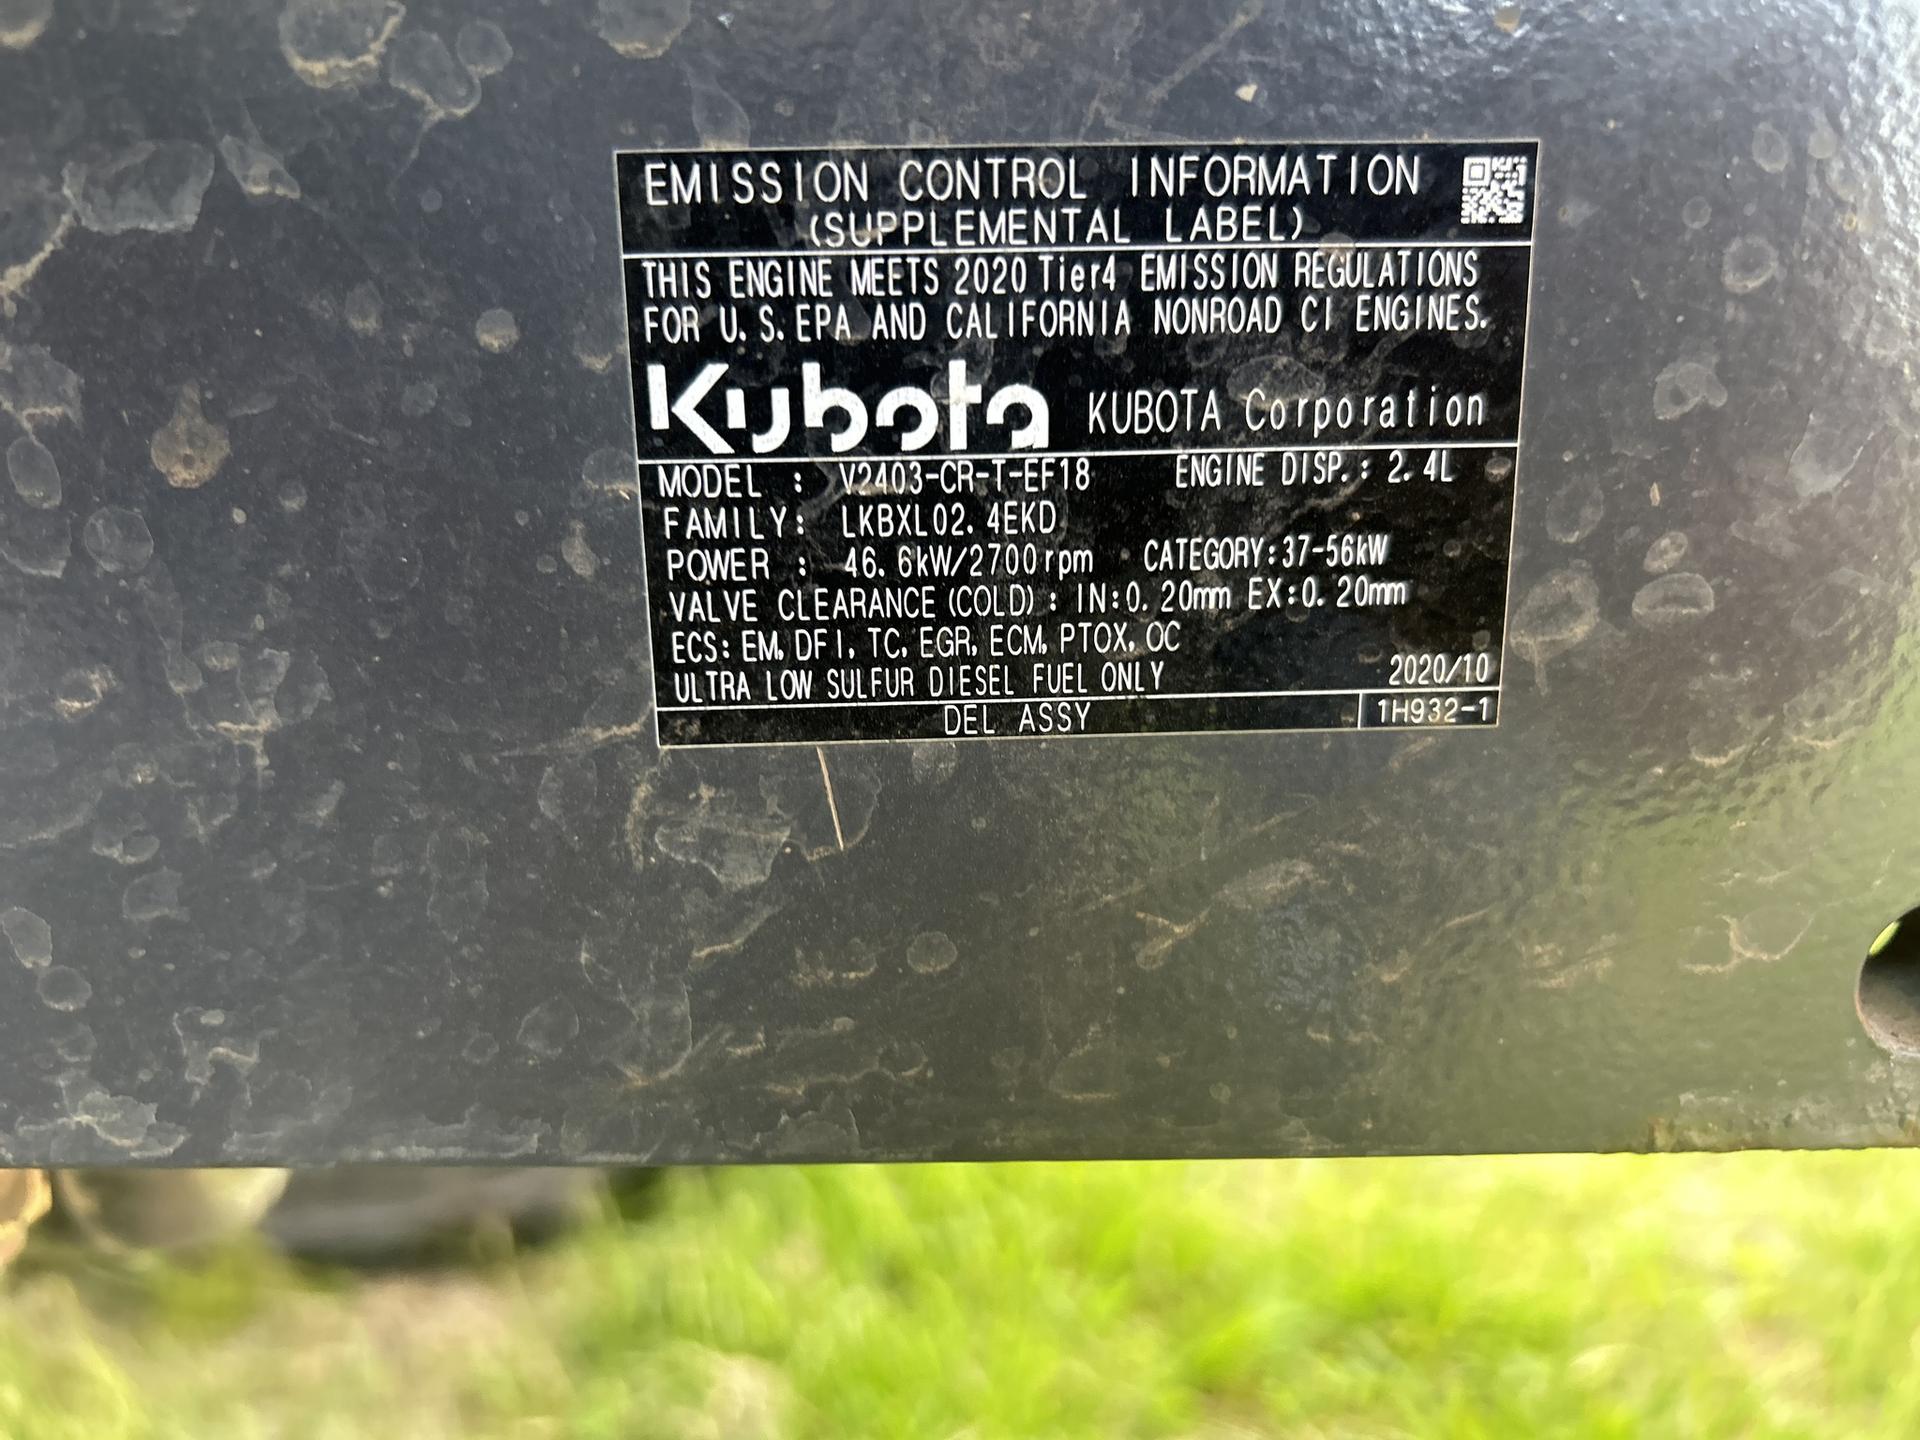 EMISSION CONTROL INFORMATION
(SUPPLEMENTAL LABEL)
THIS ENGINE MEETS 2020 Tier4 EMISSION REGULATIONS
FOR U.S.EPA AND CALIFORNIA NONROAD CI ENGINES.
Kubota KUBOTA Corporation
MODEL : V2403-CR-T-EF18 ENGINE DISP.: 2.4L
FAMILY: LKBXL02.4EKD
POWER : 46.6kW/2700rpm CATEGORY:37-56kW
VALVE CLEARANCE(COLD): IN:0.20mm EX:0.20mm
ECS: EM, DFI, TC, EGR, ECM, PTOX, OC
ULTRA LOW SULFUR DIESEL FUEL ONLY 2020/10
DEL ASSY 1H932-1